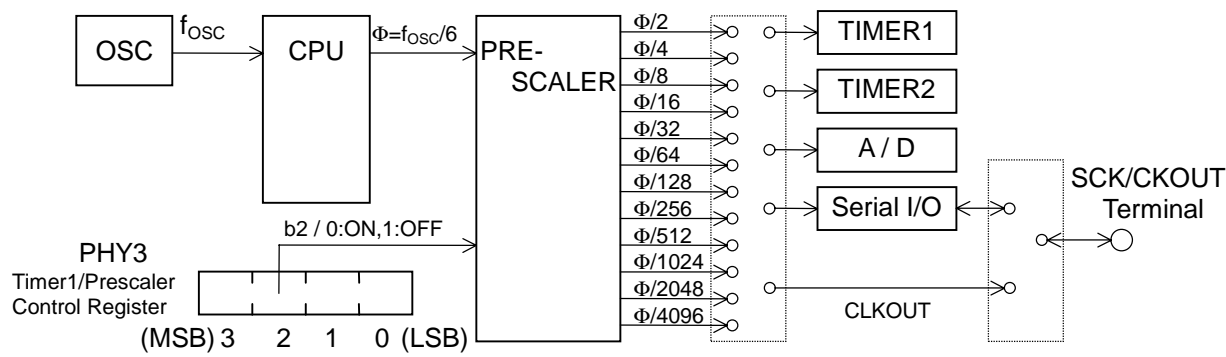 OSC
fOSC
CPU
Φ=fOSC/6
PRE-
SCALER
Φ/2
Φ/4
Φ/8
Φ/16
Φ/32
Φ/64
Φ/128
Φ/256
Φ/512
Φ/1024
Φ/2048
Φ/4096
TIMER1
TIMER2
A / D
Serial I/O
CLKOUT
SCK/CKOUT
Terminal
b2 / 0:ON,1:OFF
PHY3
Timer1/Prescaler
Control Register
(MSB) 3 2 1 0 (LSB)